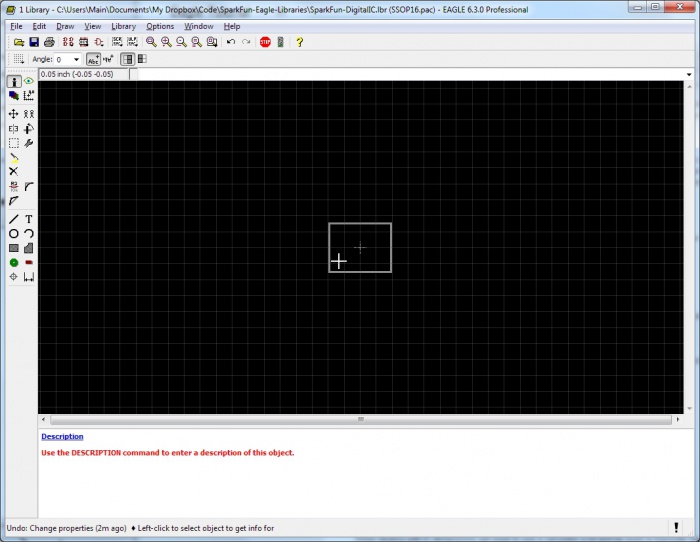 1 Library - C:\Users\Main\Documents\My Dropbox\Code\SparkFun-Eagle-Libraries\SparkFun-DigitalIC.lbr (SSOP16.pac) - EAGLE 6.3.0 Professional
File Edit Draw View Library Options Window Help
STOP ?
Angle: 0 Abc
0.05 inch (-0.05 -0.05)
T
Description
Use the DESCRIPTION command to enter a description of this object.
Undo: Change properties (2m ago) ♦ Left-click to select object to get info for !